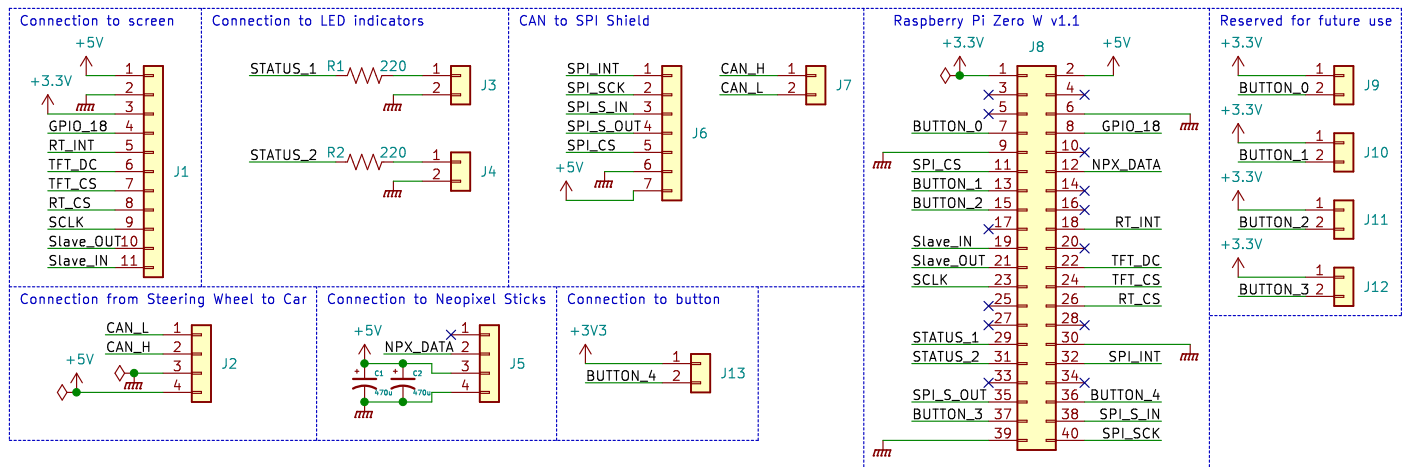 Connection to screen
+5V
+3.3V
1
2
3
GPIO_18 4
RT_INT 5
TFT_DC 6
TFT_CS 7
RT_CS 8
SCLK 9
Slave_OUT 10
Slave_IN 11
J1
Connection to LED indicators
STATUS_1 R1 220 1
2
J3
STATUS_2 R2 220 1
2
J4
CAN to SPI Shield
SPI_INT 1
SPI_SCK 2
SPI_S_IN 3
SPI_S_OUT 4
SPI_CS 5
6
+5V
7
J6
CAN_H 1
CAN_L 2
J7
Raspberry Pi Zero W v1.1
J8
+3.3V +5V
1 2
3 4
5 6
BUTTON_0 7 8 GPIO_18
9 10
SPI_CS 11 12 NPX_DATA
BUTTON_1 13 14
BUTTON_2 15 16
17 18 RT_INT
Slave_IN 19 20
Slave_OUT 21 22 TFT_DC
SCLK 23 24 TFT_CS
25 26 RT_CS
27 28
STATUS_1 29 30
STATUS_2 31 32 SPI_INT
33 34
SPI_S_OUT 35 36 BUTTON_4
BUTTON_3 37 38 SPI_S_IN
39 40 SPI_SCK
Reserved for future use
+3.3V
1
BUTTON_0 2
J9
+3.3V
1
BUTTON_1 2
J10
+3.3V
1
BUTTON_2 2
J11
+3.3V
1
BUTTON_3 2
J12
Connection from Steering Wheel to Car
CAN_L 1
CAN_H 2
+5V
3
4
J2
Connection to Neopixel Sticks
+5V
1
NPX_DATA 2
3
4
J5
+ C1
470u
+ C2
470u
Connection to button
+3V3
1
BUTTON_4 2
J13